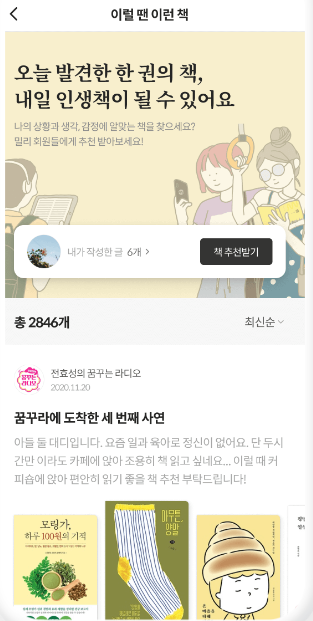 이럴 땐 이런 책
오늘 발견한 한 권의 책,
내일 인생책이 될 수 있어요
나의 상황과 생각, 감정에 알맞는 책을 찾으세요?
밀리 회원들에게 추천 받아보세요!
내가 작성한 글 6개
책 추천받기
총 2846개
최신순
꿈꾸는
라디오
전효성의 꿈꾸는 라디오
2020.11.20
꿈꾸라에 도착한 세 번째 사연
아들 둘 대디입니다. 요즘 일과 육아로 정신이 없어요. 단 두시
간만 이라도 카페에 앉아 조용히 책 읽고 싶네요... 이럴 때 커
피숍에 앉아 편안히 읽기 좋을 책 추천 부탁드립니다!
모링가,
하루 100원의 기적
아무튼,
양말